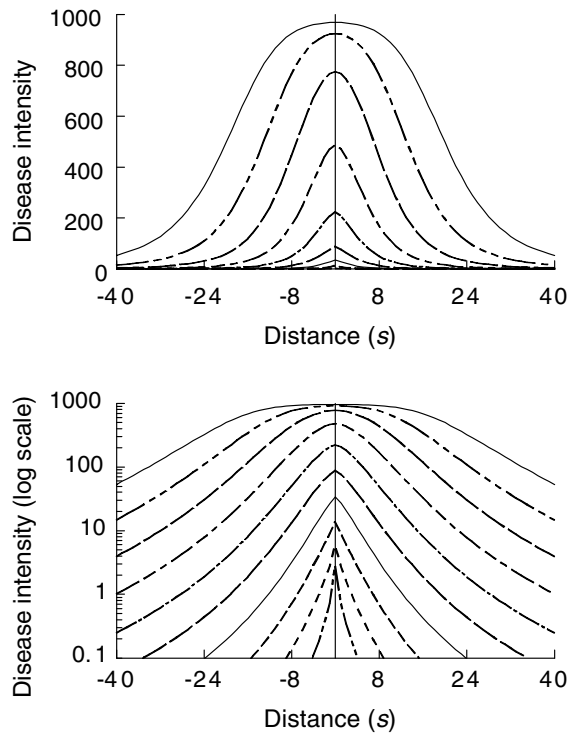 1000
800
600
400
200
0
Disease intensity
-40 -24 -8 8 24 40
Distance (s)
1000
100
10
1
0.1
Disease intensity (log scale)
-40 -24 -8 8 24 40
Distance (s)